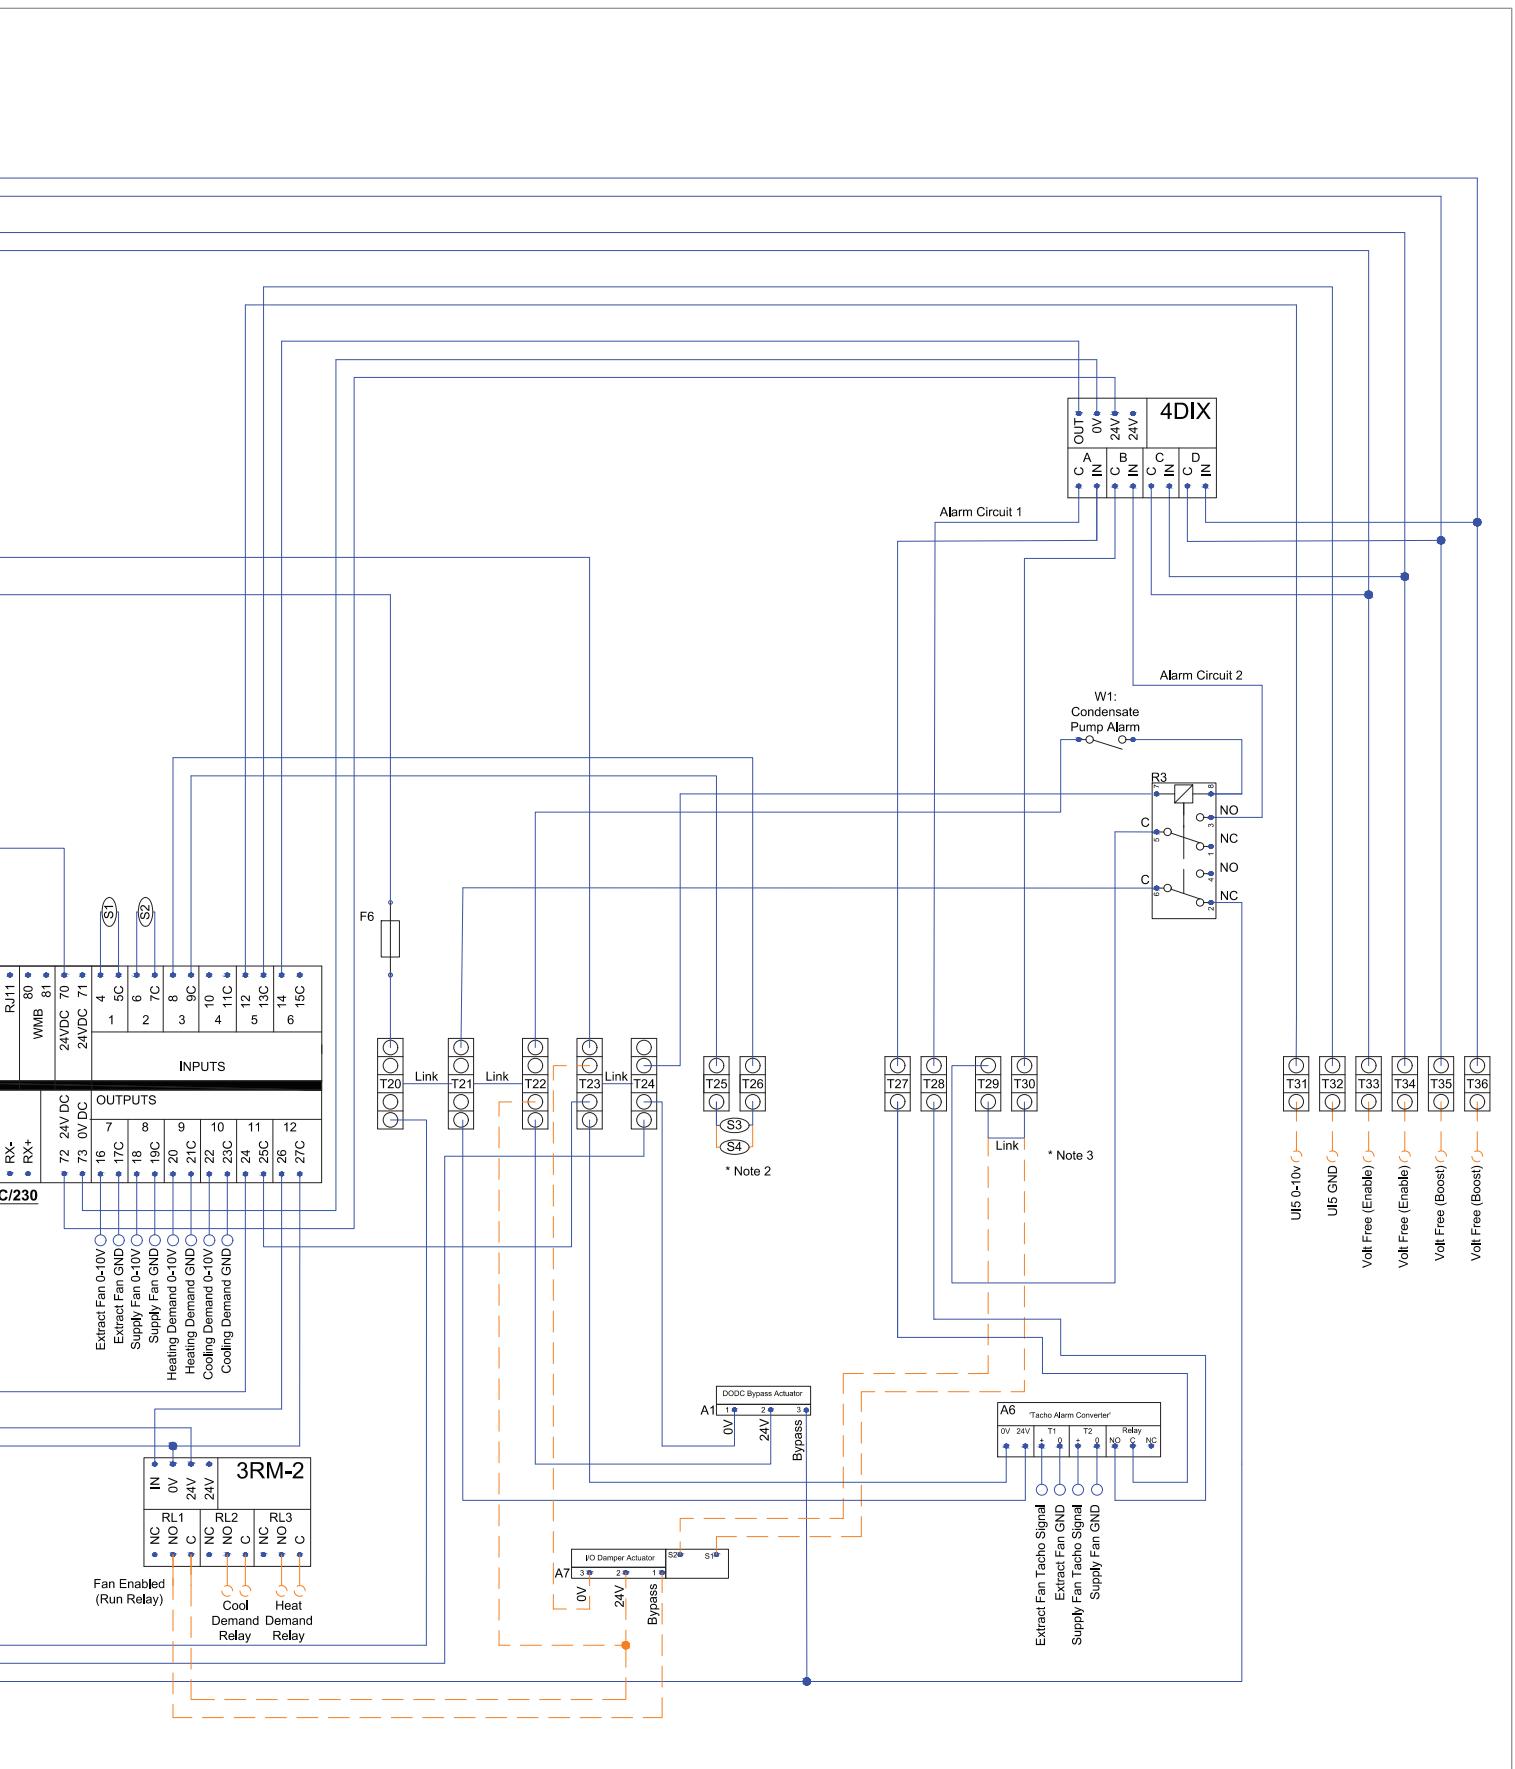 4DIX
OUT
0V
24V
24V
A
B
C
D
C
IN
C
IN
C
IN
C
IN
Alarm Circuit 1
Alarm Circuit 2
W1:
Condensate
Pump Alarm
R3
7
8
NO
3
C
5
NC
1
NO
4
C
6
NC
2
F6
S1
S2
RJ11
80
81
WMB
70
71
24VDC
24VDC
4
5C
6
7C
8
9C
10
11C
12
13C
14
15C
1
2
3
4
5
6
INPUTS
OUTPUTS
RX-
RX+
72
24V DC
73
0V DC
7
8
9
10
11
12
16
17C
18
19C
20
21C
22
23C
24
25C
26
27C
C/230
T20
Link
T21
Link
T22
T23
Link
T24
T25
T26
T27
T28
T29
T30
T31
T32
T33
T34
T35
T36
S3
S4
* Note 2
Link
* Note 3
UI5 0-10v
UI5 GND
Volt Free (Enable)
Volt Free (Enable)
Volt Free (Boost)
Volt Free (Boost)
Extract Fan 0-10V
Extract Fan GND
Supply Fan 0-10V
Supply Fan GND
Heating Demand 0-10V
Heating Demand GND
Cooling Demand 0-10V
Cooling Demand GND
DODC Bypass Actuator
A1
1
2
3
0V
24V
Bypass
A6
'Tacho Alarm Converter'
0V
24V
T1
T2
Relay
+
0
+
0
NO
C
NC
Extract Fan Tacho Signal
Extract Fan GND
Supply Fan Tacho Signal
Supply Fan GND
3RM-2
IN
0V
24V
24V
RL1
RL2
RL3
NC
NO
C
NC
NO
C
NC
NO
C
Fan Enabled
(Run Relay)
Cool
Demand
Relay
Heat
Demand
Relay
I/O Damper Actuator
A7
3
2
1
S2
S1
0V
24V
Bypass